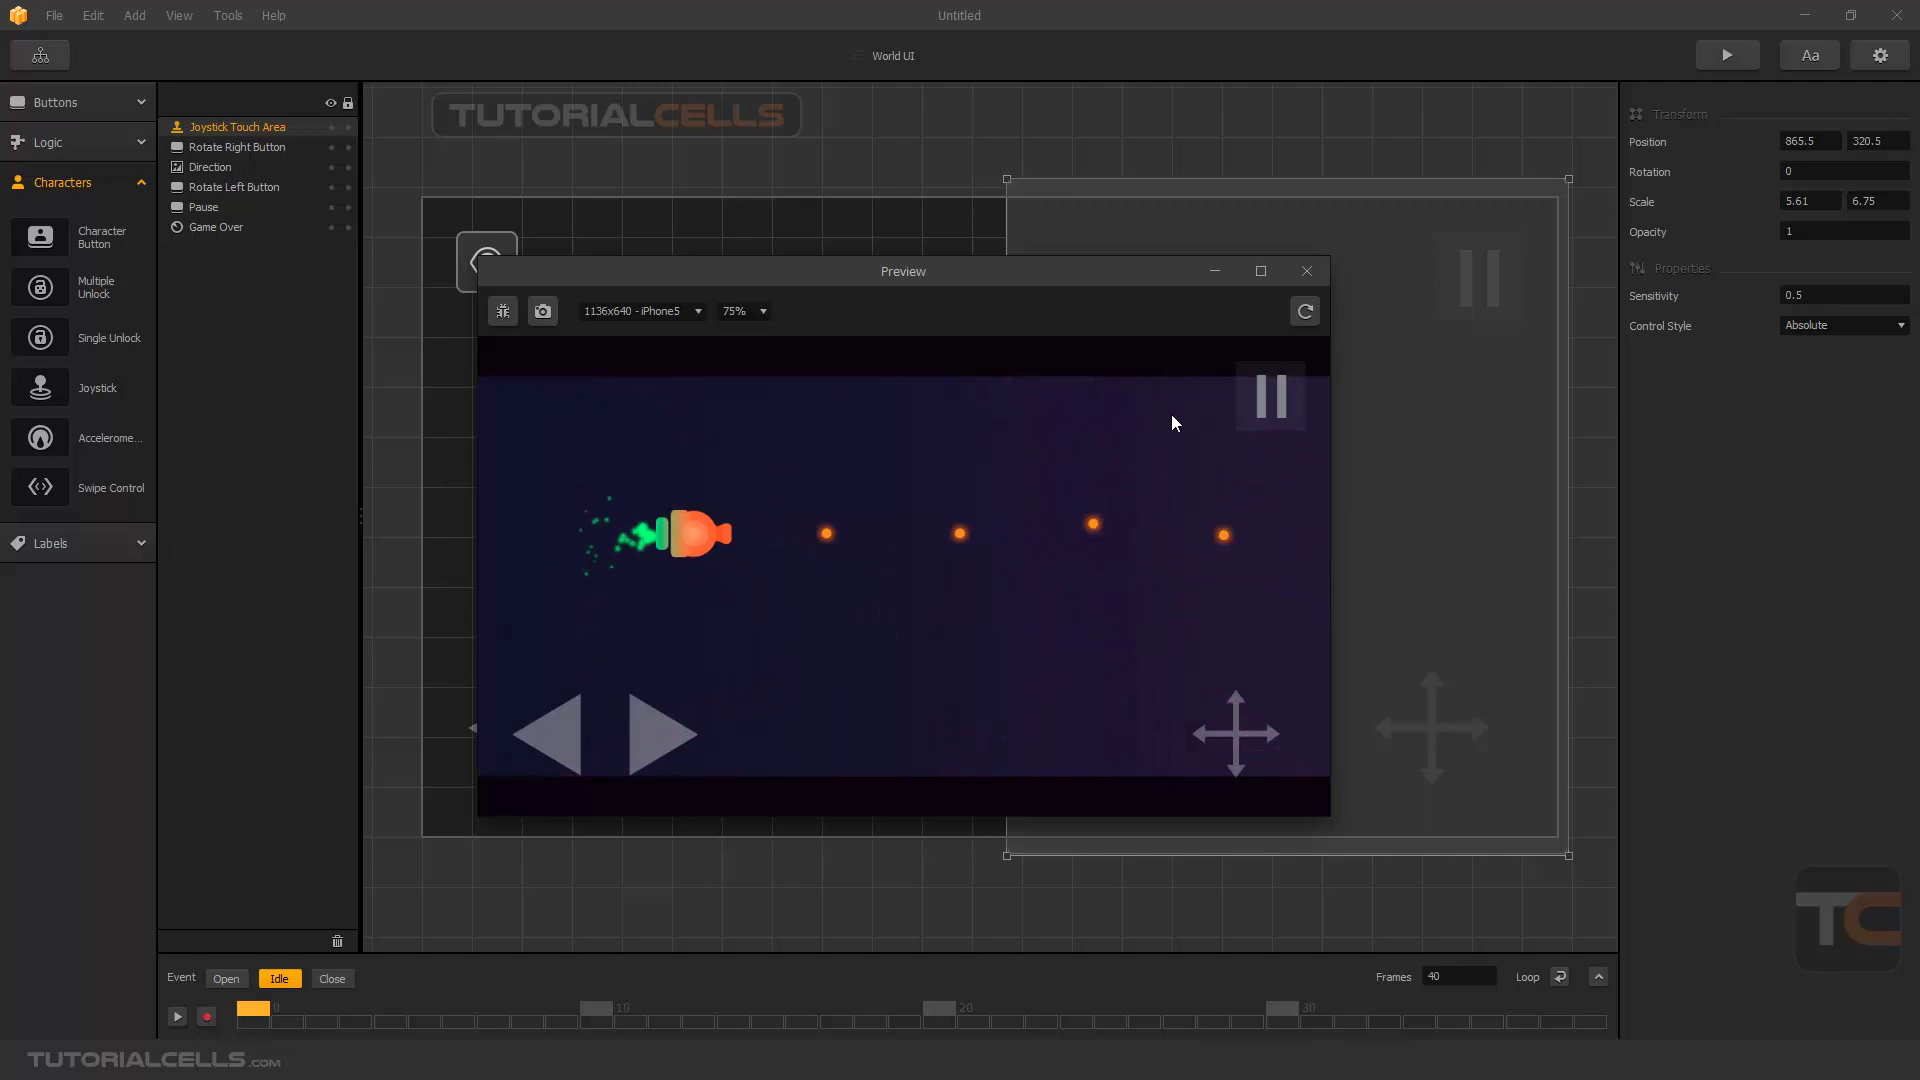 File Edit View Add Tools Help
Untitled
World UI
Aa
Buttons
Logic
Characters
Character Button
Multiple Unlock
Single Unlock
Joystick
Accelerome...
Swipe Control
Labels
Joystick Touch Area
Rotate Right Button
Direction
Rotate Left Button
Pause
Game Over
TUTORIALCELLS
Preview
1136x640 - iPhone5 75%
Transform
Position 865.5 320.5
Rotation 0
Scale 5.61 6.75
Opacity 1
Properties
Sensitivity 0.5
Control Style Absolute
TC
Event Open Idle Close
Frames 40 Loop
0 10 20 30
TUTORIALCELLS.COM